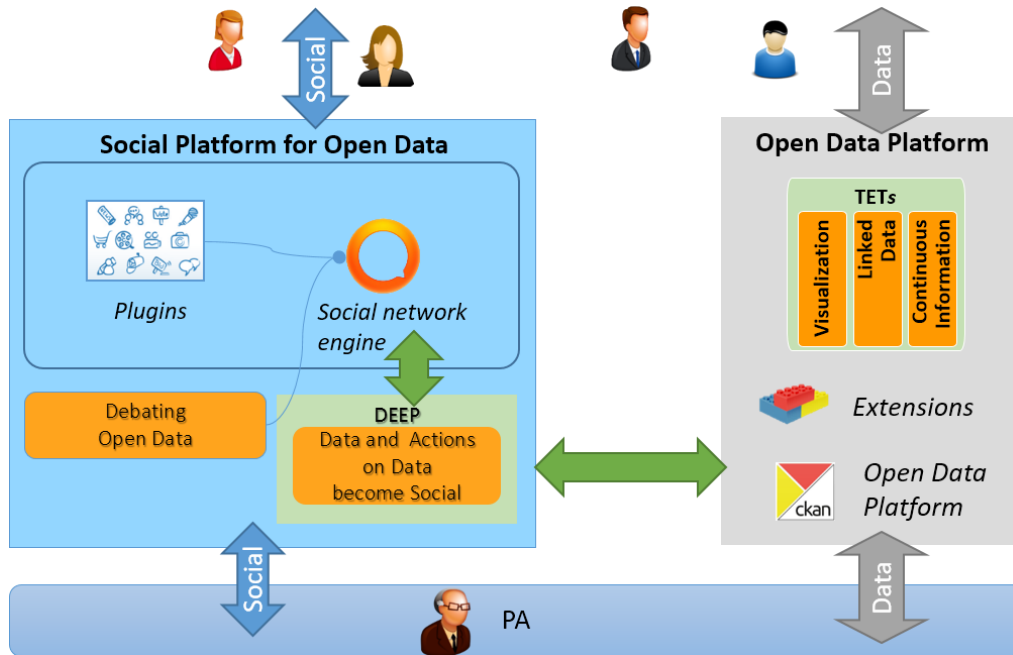 Social
Data
Social Platform for Open Data
Plugins
Social network
engine
Debating
Open Data
DEEP
Data and Actions
on Data
become Social
Open Data Platform
TETs
Visualization
Linked
Data
Continuous
Information
Extensions
ckan
Open Data
Platform
Social
Data
PA